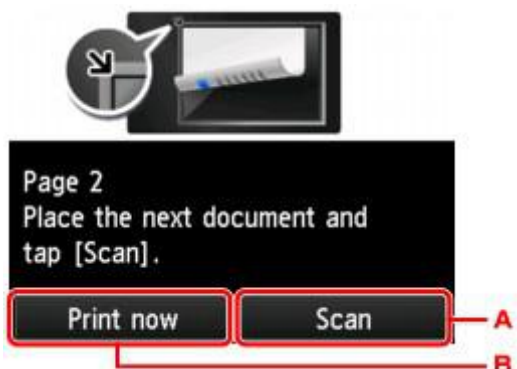 Page 2
Place the next document and
tap [Scan].
Print now
Scan
A
B